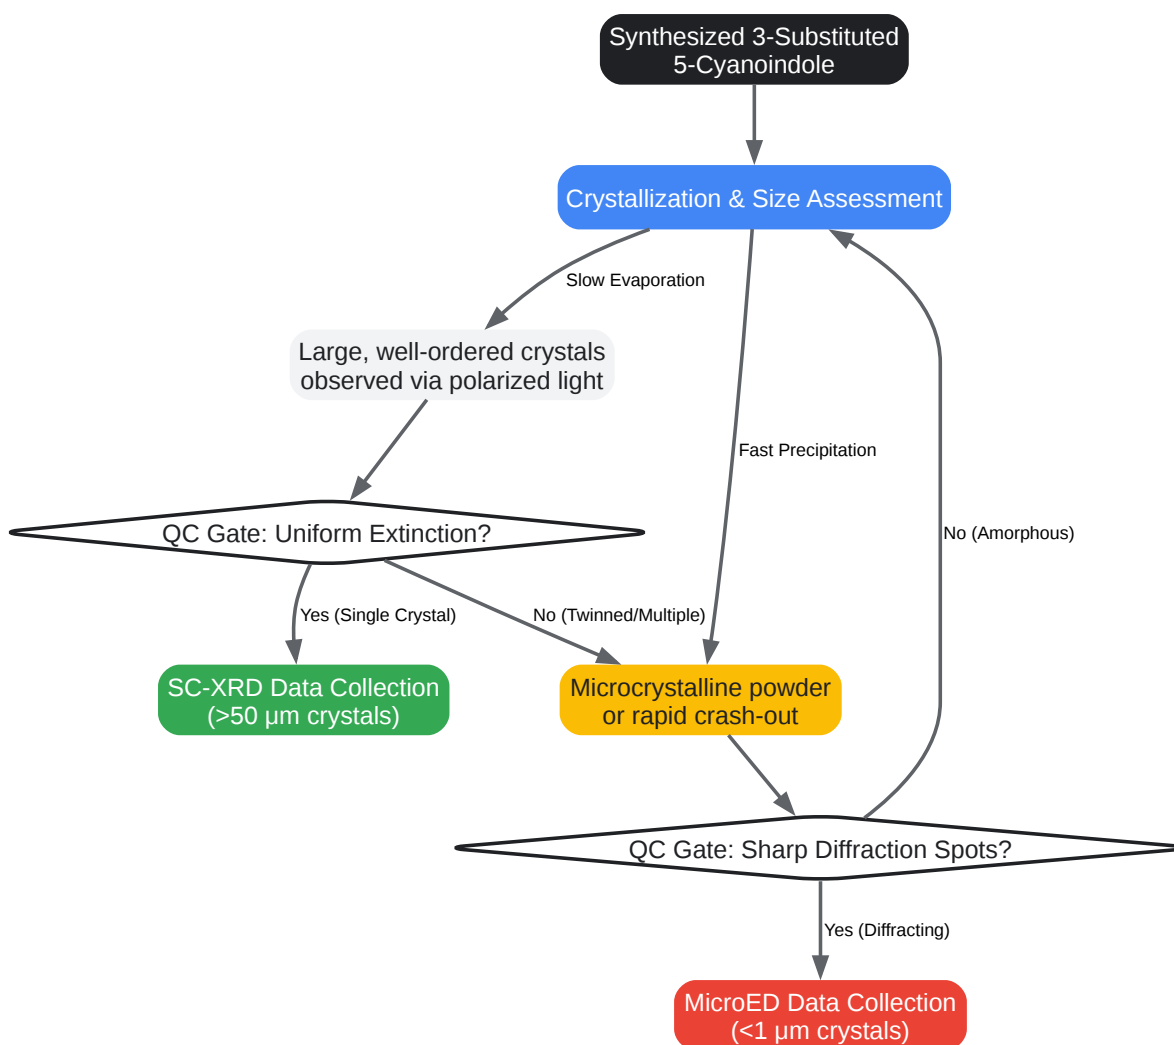 Synthesized 3-Substituted
5-Cyanoindole
Crystallization & Size Assessment
Slow Evaporation
Large, well-ordered crystals
observed via polarized light
Fast Precipitation
QC Gate: Uniform Extinction?
No (Amorphous)
Yes (Single Crystal)
No (Twinned/Multiple)
SC-XRD Data Collection
(>50 μm crystals)
Microcrystalline powder
or rapid crash-out
QC Gate: Sharp Diffraction Spots?
Yes (Diffracting)
MicroED Data Collection
(<1 μm crystals)